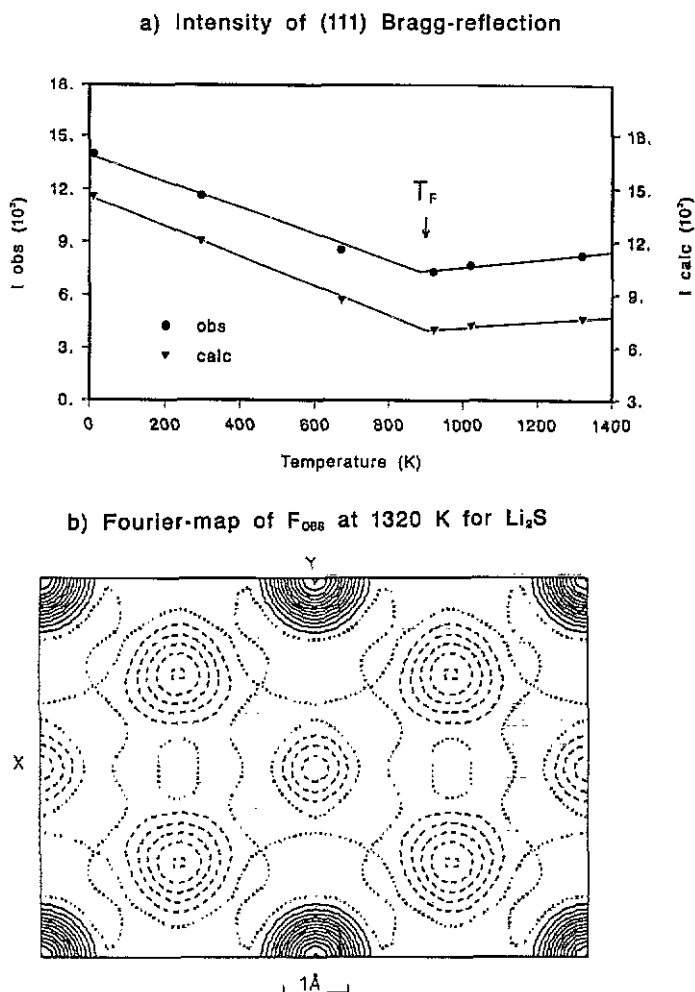 a) Intensity of (111) Bragg-reflection
18.
15.
12.
9.
6.
3.
0.
I obs (10³)
18.
15.
12.
9.
6.
3.
I calc (10³)
T_F
obs
calc
0 200 400 600 800 1000 1200 1400
Temperature (K)
b) Fourier-map of F_OBS at 1320 K for Li₂S
Y
X
1Å